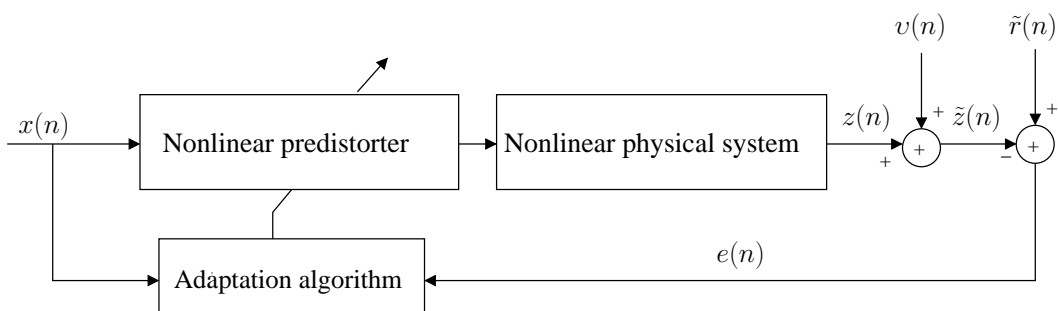 υ(n)
r̃(n)
x(n)
Nonlinear predistorter
Nonlinear physical system
z(n)
+
+
+
z̃(n)
−
+
+
Adaptation algorithm
e(n)